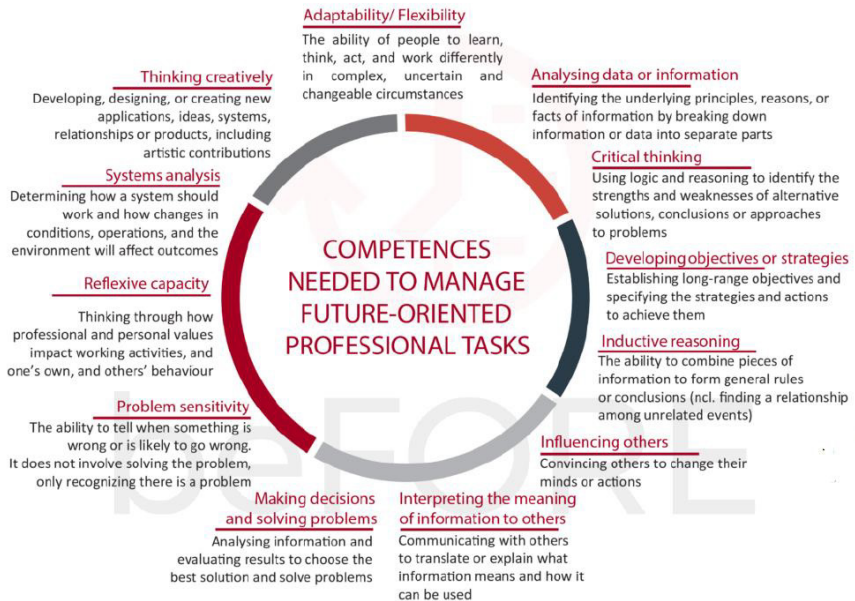 Adaptability/ Flexibility
The ability of people to learn,
think, act, and work differently
in complex, uncertain and
changeable circumstances
Analysing data or information
Identifying the underlying principles, reasons, or
facts of information by breaking down
information or data into separate parts
Critical thinking
Using logic and reasoning to identify the
strengths and weaknesses of alternative
solutions, conclusions or approaches
to problems
Developing objectives or strategies
Establishing long-range objectives and
specifying the strategies and actions
to achieve them
Inductive reasoning
The ability to combine pieces of
information to form general rules
or conclusions (ncl. finding a relationship
among unrelated events)
Influencing others
Convincing others to change their
minds or actions
Interpreting the meaning
of information to others
Communicating with others
to translate or explain what
information means and how it
can be used
Making decisions
and solving problems
Analysing information and
evaluating results to choose the
best solution and solve problems
Problem sensitivity
The ability to tell when something is
wrong or is likely to go wrong.
It does not involve solving the problem,
only recognizing there is a problem
Reflexive capacity
Thinking through how
professional and personal values
impact working activities, and
one's own, and others' behaviour
Systems analysis
Determining how a system should
work and how changes in
conditions, operations, and the
environment will affect outcomes
Thinking creatively
Developing, designing, or creating new
applications, ideas, systems,
relationships or products, including
artistic contributions
COMPETENCES
NEEDED TO MANAGE
FUTURE-ORIENTED
PROFESSIONAL TASKS
beFORE